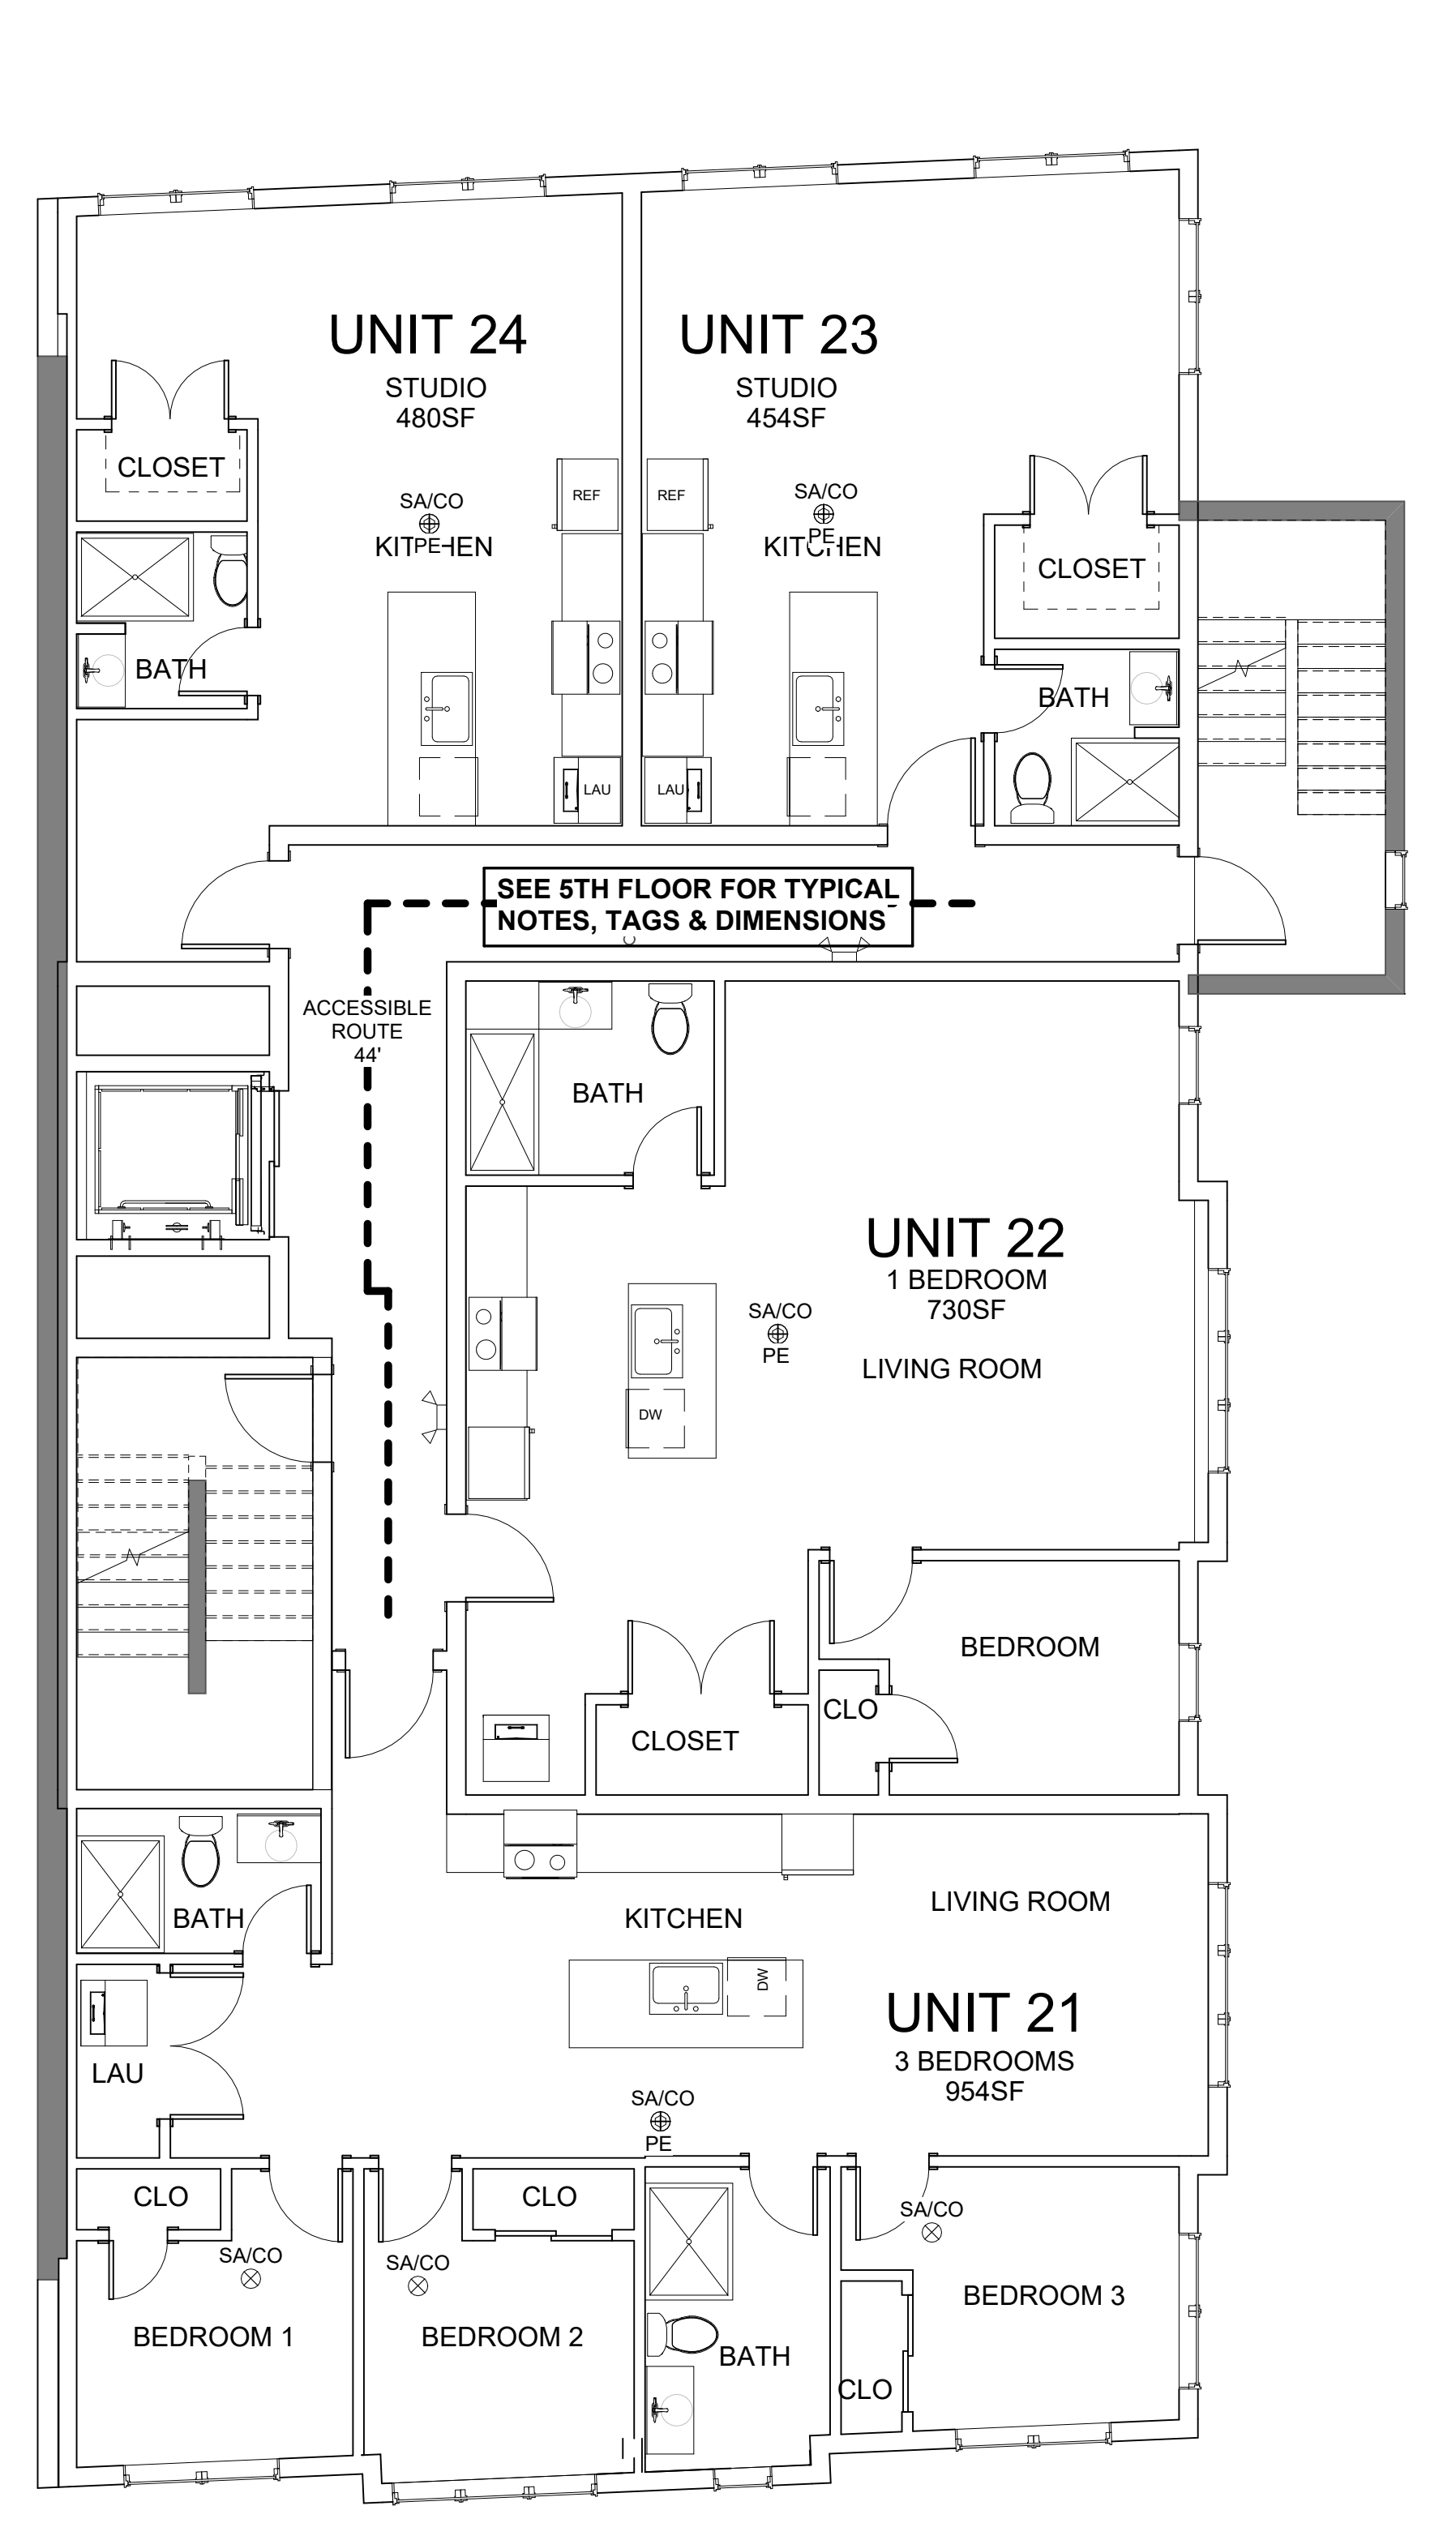 UNIT 24
STUDIO
480SF
UNIT 23
STUDIO
454SF
CLOSET
SA/CO
PE
KITCHEN
REF
REF
SA/CO
PE
KITCHEN
CLOSET
BATH
BATH
LAU
LAU
SEE 5TH FLOOR FOR TYPICAL
NOTES, TAGS & DIMENSIONS
ACCESSIBLE
ROUTE
44'
BATH
UNIT 22
1 BEDROOM
730SF
SA/CO
PE
LIVING ROOM
DW
BEDROOM
CLO
CLOSET
BATH
KITCHEN
LIVING ROOM
DW
UNIT 21
3 BEDROOMS
954SF
LAU
SA/CO
PE
CLO
CLO
SA/CO
SA/CO
SA/CO
BEDROOM 1
BEDROOM 2
BATH
BEDROOM 3
CLO